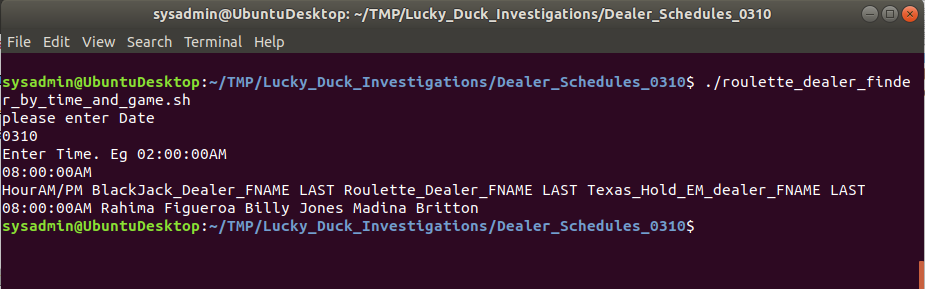 sysadmin@UbuntuDesktop: ~/TMP/Lucky_Duck_Investigations/Dealer_Schedules_0310
File Edit View Search Terminal Help
sysadmin@UbuntuDesktop:~/TMP/Lucky_Duck_Investigations/Dealer_Schedules_0310$ ./roulette_dealer_finde
r_by_time_and_game.sh
please enter Date
0310
Enter Time. Eg 02:00:00AM
08:00:00AM
HourAM/PM BlackJack_Dealer_FNAME LAST Roulette_Dealer_FNAME LAST Texas_Hold_EM_dealer_FNAME LAST
08:00:00AM Rahima Figueroa Billy Jones Madina Britton
sysadmin@UbuntuDesktop:~/TMP/Lucky_Duck_Investigations/Dealer_Schedules_0310$